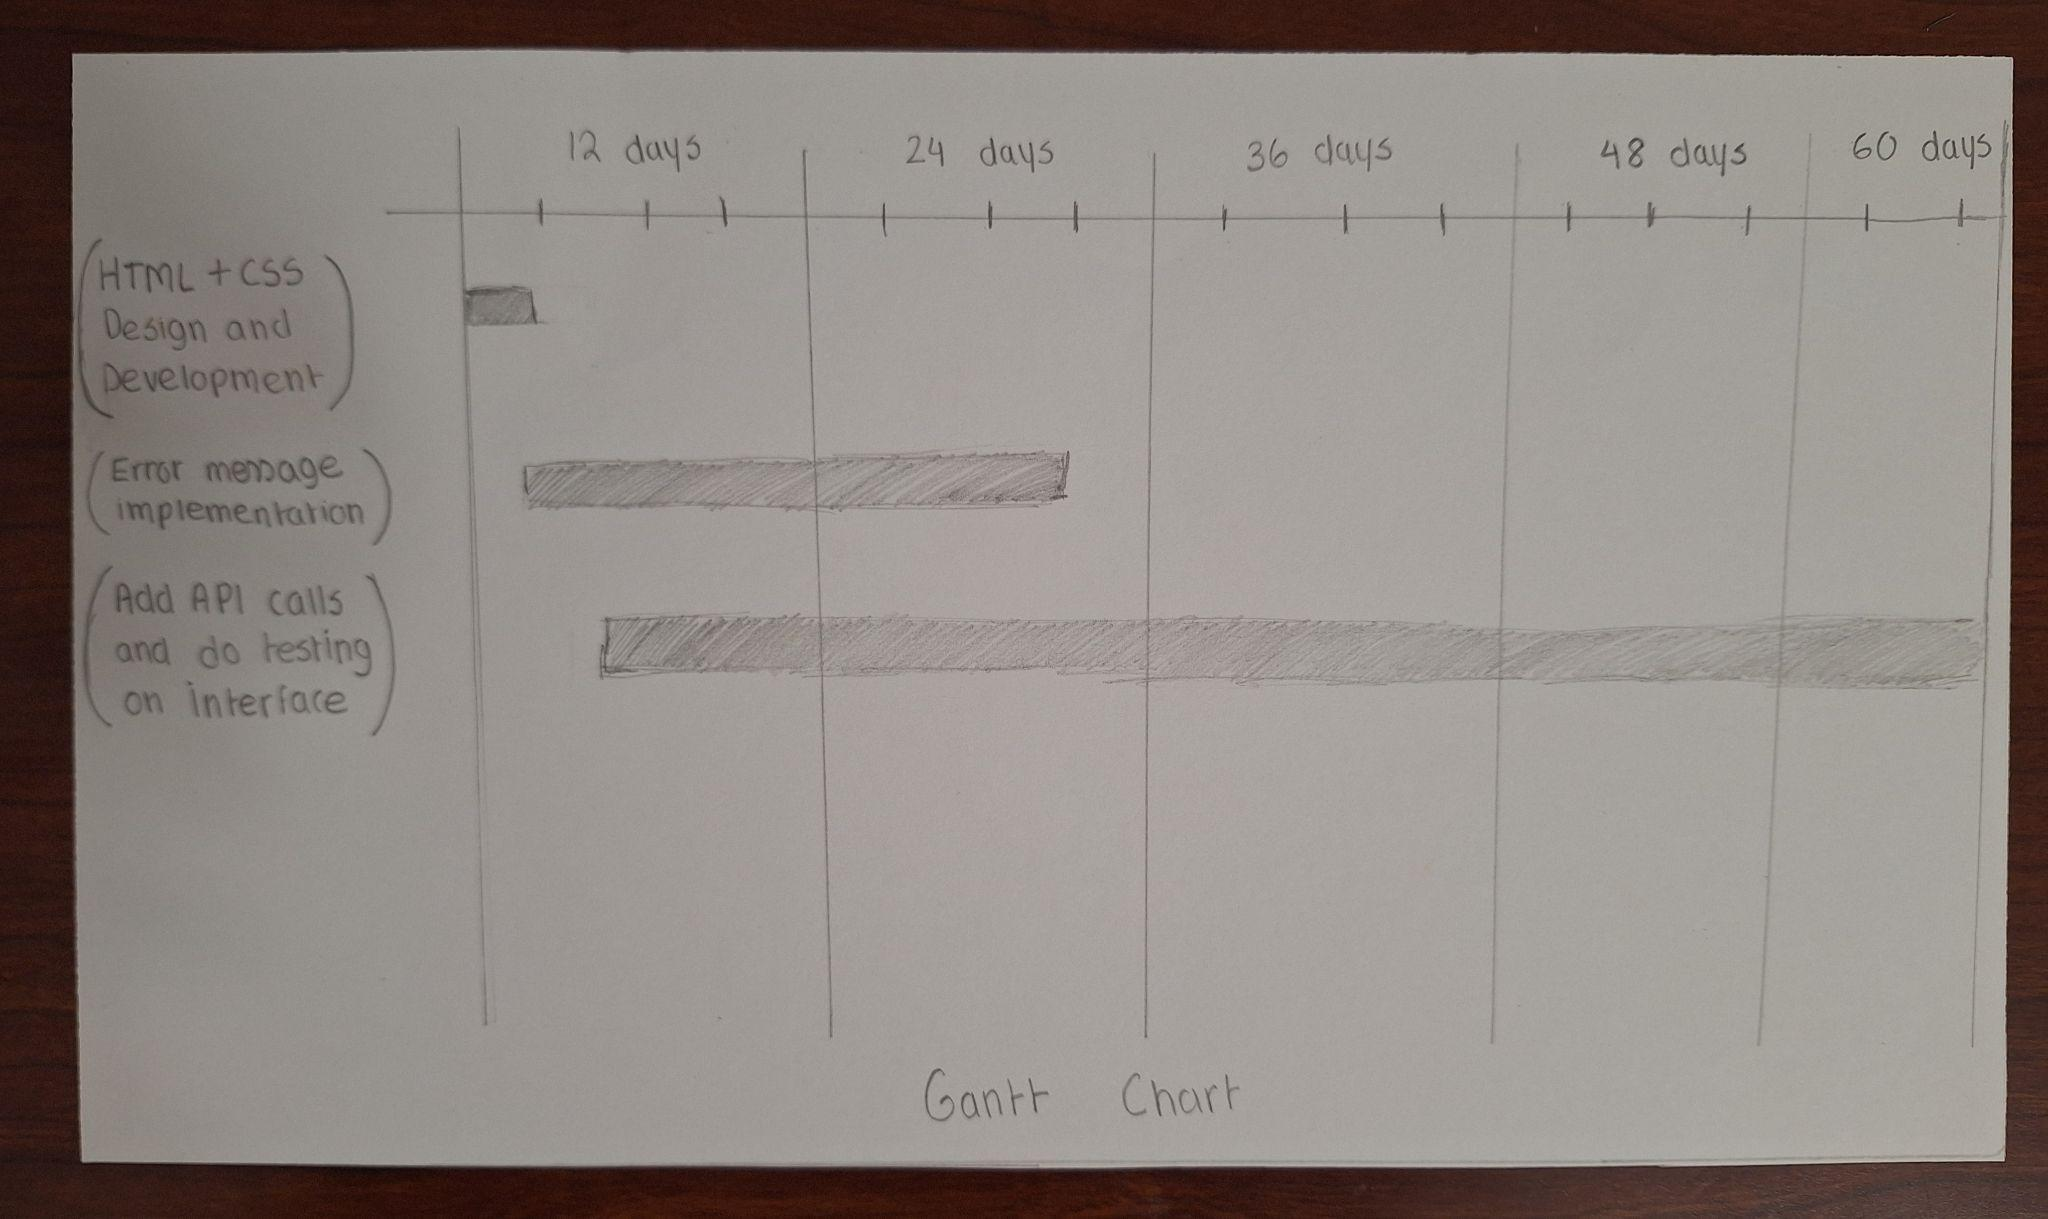 12 days 24 days 36 days 48 days 60 days
HTML + CSS
Design and
Development
Error message
implementation
Add API calls
and do testing
on interface
Gantt Chart